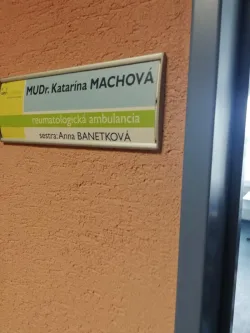 MUDr. Katarína MACHOVÁ
reumatologická ambulancia
sestra: Anna BANETKOVÁ